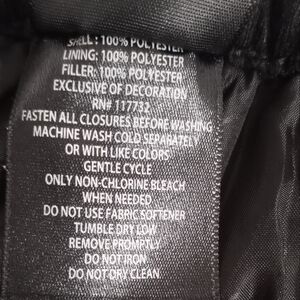 SHELL: 100% POLYESTER
LINING: 100% POLYESTER
FILLER: 100% POLYESTER
EXCLUSIVE OF DECORATION
RN# 117732
FASTEN ALL CLOSURES BEFORE WASHING
MACHINE WASH COLD SEPARATELY
OR WITH LIKE COLORS
GENTLE CYCLE
ONLY NON-CHLORINE BLEACH
WHEN NEEDED
DO NOT USE FABRIC SOFTENER
TUMBLE DRY LOW
REMOVE PROMPTLY
DO NOT IRON
DO NOT DRY CLEAN